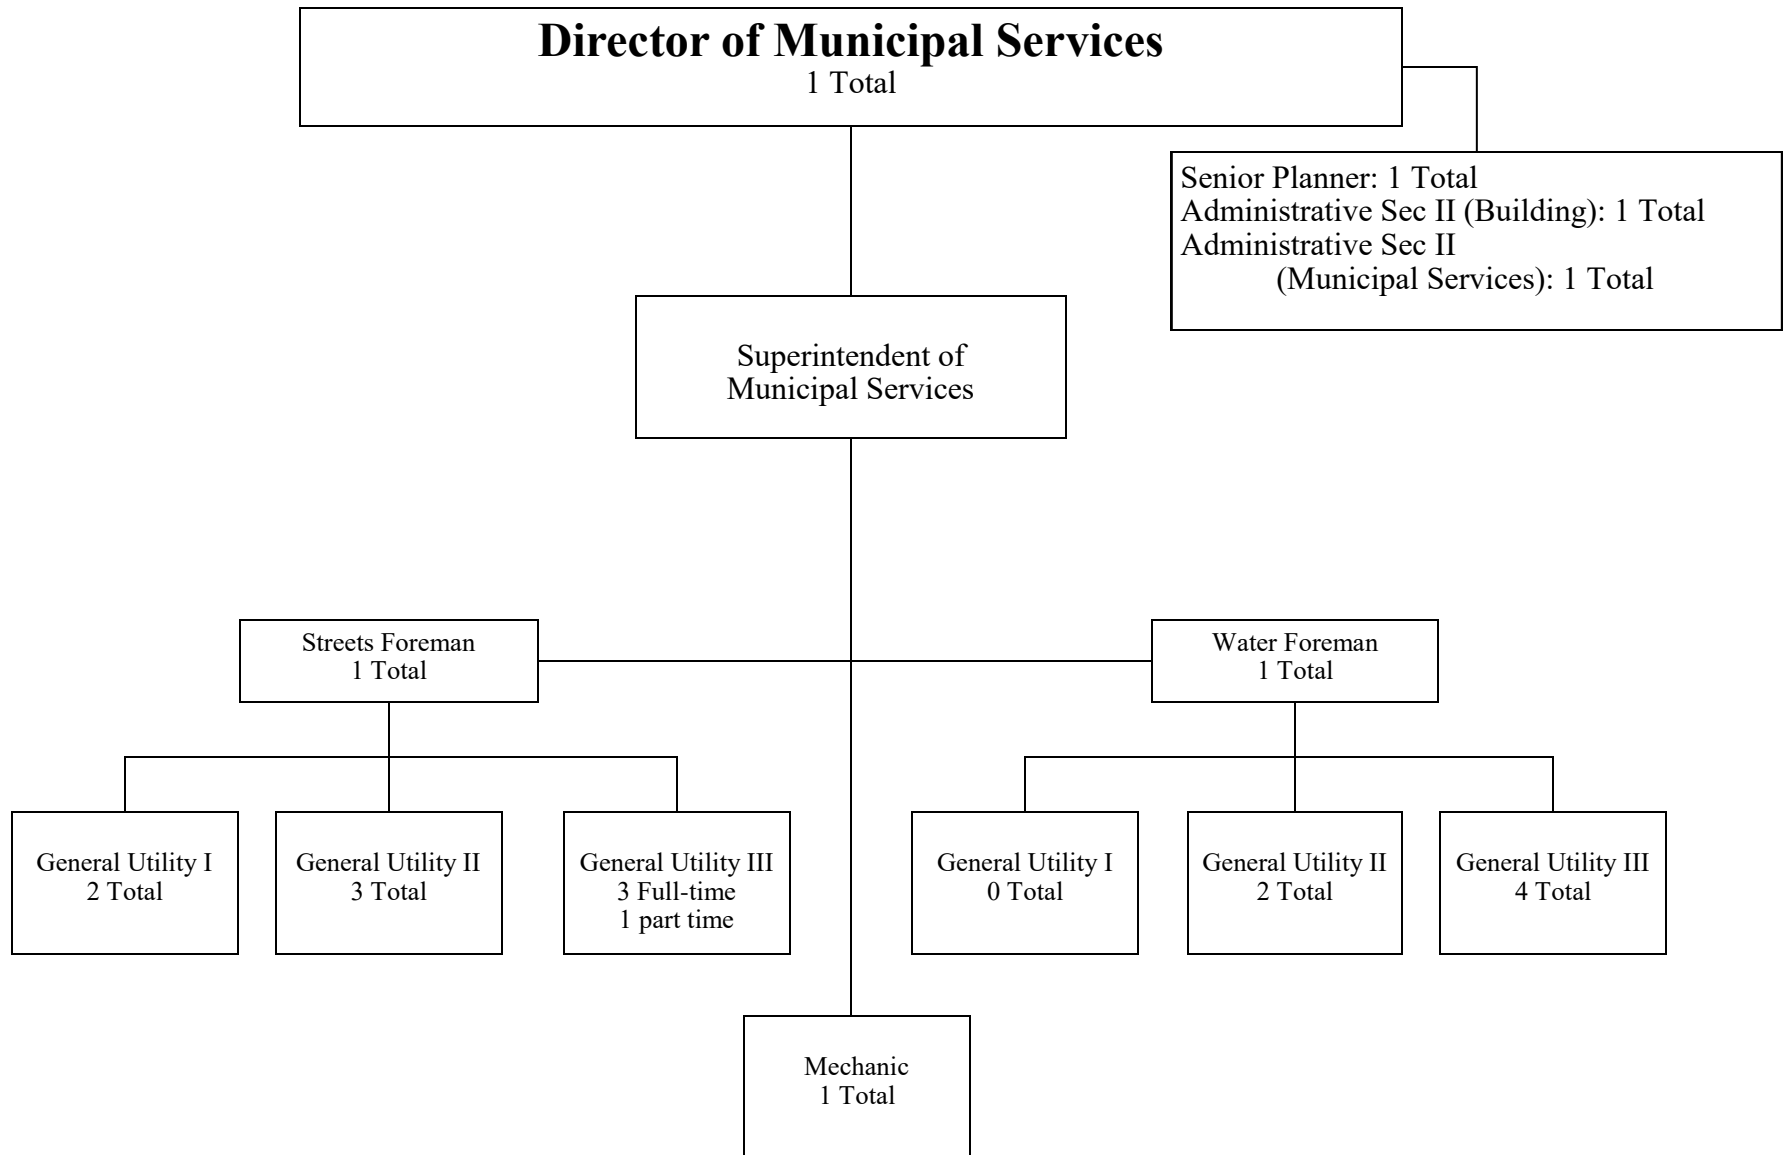 Director of Municipal Services
1 Total
Senior Planner: 1 Total
Administrative Sec II (Building): 1 Total
Administrative Sec II
(Municipal Services): 1 Total
Superintendent of
Municipal Services
Streets Foreman
1 Total
Water Foreman
1 Total
General Utility I
2 Total
General Utility II
3 Total
General Utility III
3 Full-time
1 part time
General Utility I
0 Total
General Utility II
2 Total
General Utility III
4 Total
Mechanic
1 Total